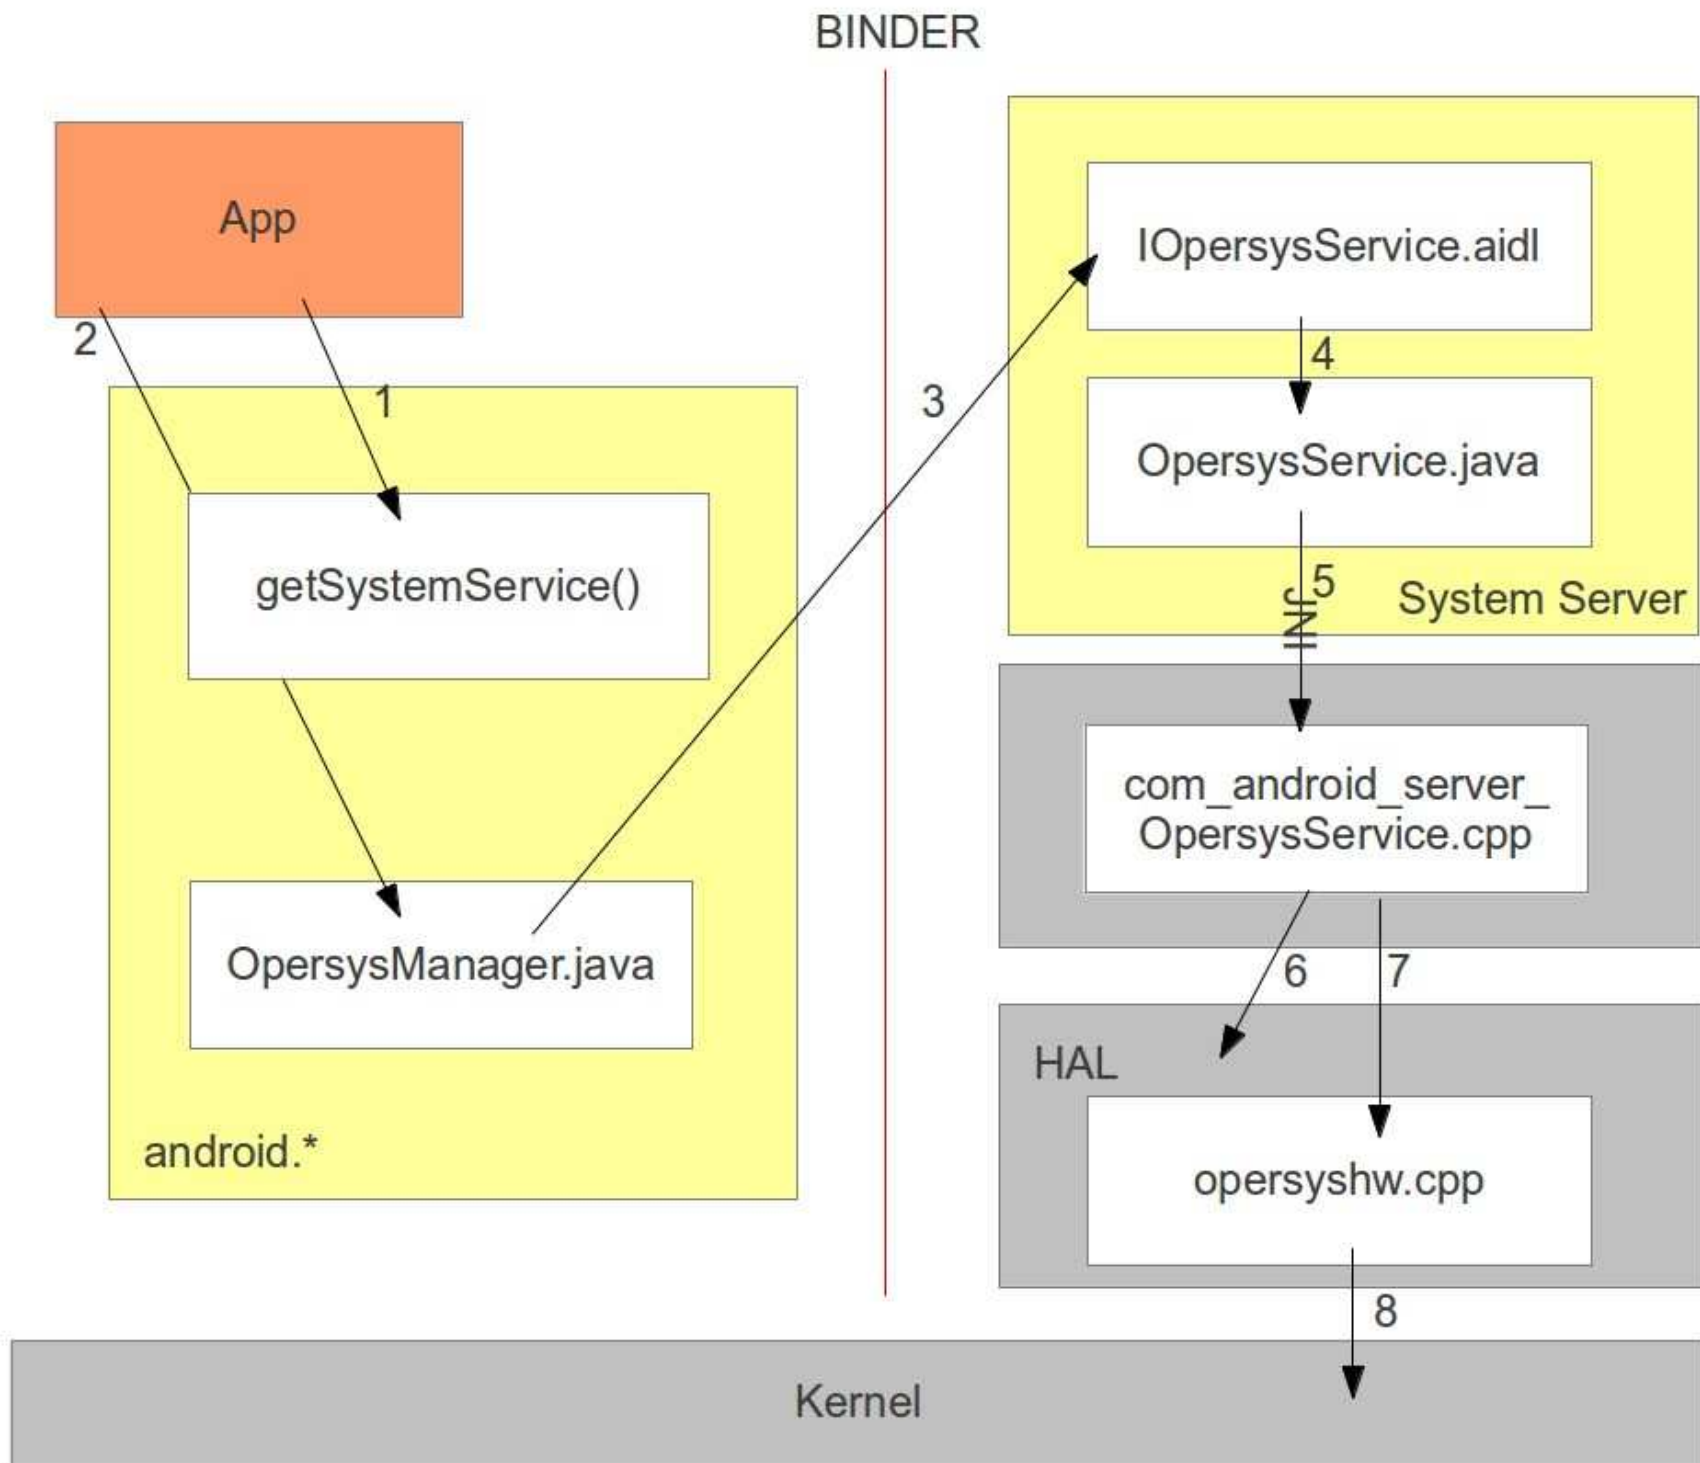 BINDER
App
2
1
getSystemService()
OpersysManager.java
android.*
3
IOpersysService.aidl
4
OpersysService.java
5
JNI
System Server
com_android_server_
OpersysService.cpp
6
7
HAL
opersyshw.cpp
8
Kernel